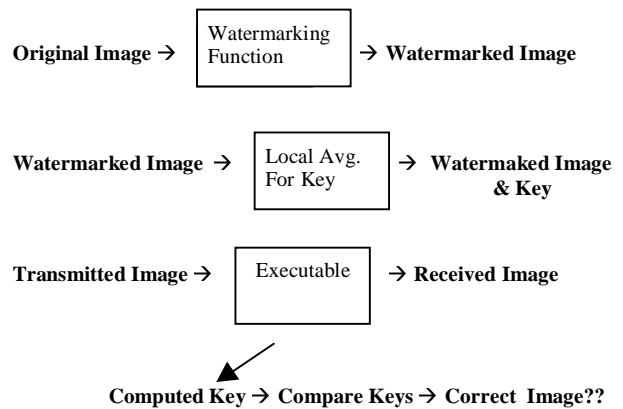 Watermarking
Original Image → Function → Watermarked Image
Local Avg.
Watermarked Image → For Key → Watermaked Image
& Key
Transmitted Image → Executable → Received Image
Computed Key → Compare Keys → Correct Image??